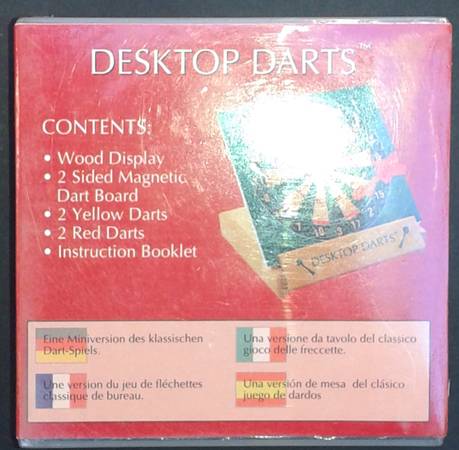 DESKTOP DARTS™
CONTENTS:
• Wood Display
• 2 Sided Magnetic
Dart Board
• 2 Yellow Darts
• 2 Red Darts
• Instruction Booklet
DESKTOP DARTS™
Eine Miniversion des klassischen
Dart-Spiels.
Une version du jeu de fléchettes
classique de bureau.
Una versione da tavolo del classico
gioco delle freccette.
Una versión de mesa del clásico
juego de dardos